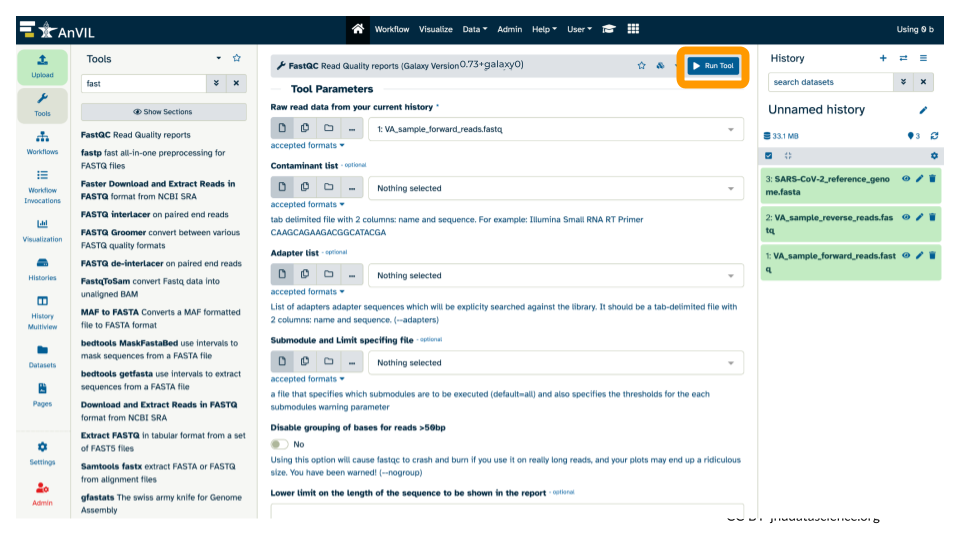 AnVIL
Workflow Visualize Data Admin Help User
Using 0 b
Upload
Tools
Workflows
Workflow
Invocations
Visualization
Histories
History
Multiview
Datasets
Pages
Settings
Admin
Tools
fast
Show Sections
FastQC Read Quality reports
fastp fast all-in-one preprocessing for
FASTQ files
Faster Download and Extract Reads in
FASTQ format from NCBI SRA
FASTQ interlacer on paired end reads
FASTQ Groomer convert between various
FASTQ quality formats
FASTQ de-interlacer on paired end reads
FastqToSam convert Fastq data into
unaligned BAM
MAF to FASTA Converts a MAF formatted
file to FASTA format
bedtools MaskFastaBed use intervals to
mask sequences from a FASTA file
bedtools getfasta use intervals to extract
sequences from a FASTA file
Download and Extract Reads in FASTQ
format from NCBI SRA
Extract FASTQ in tabular format from a set
of FAST5 files
Samtools fastx extract FASTA or FASTQ
from alignment files
gfastats The swiss army knife for Genome
Assembly
FastQC Read Quality reports (Galaxy Version 0.73+galaxy0)
Run Tool
Tool Parameters
Raw read data from your current history *
1: VA_sample_forward_reads.fastq
accepted formats
Contaminant list - optional
Nothing selected
accepted formats
tab delimited file with 2 columns: name and sequence. For example: Illumina Small RNA RT Primer
CAAGCAGAAGACGGCATACGA
Adapter list - optional
Nothing selected
accepted formats
List of adapters adapter sequences which will be explicity searched against the library. It should be a tab-delimited file with
2 columns: name and sequence. (--adapters)
Submodule and Limit specifing file - optional
Nothing selected
accepted formats
a file that specifies which submodules are to be executed (default=all) and also specifies the thresholds for the each
submodules warning parameter
Disable grouping of bases for reads >50bp
No
Using this option will cause fastqc to crash and burn if you use it on really long reads, and your plots may end up a ridiculous
size. You have been warned! (--nogroup)
Lower limit on the length of the sequence to be shown in the report - optional
History
search datasets
Unnamed history
33.1 MB
3
3: SARS-CoV-2_reference_geno
me.fasta
2: VA_sample_reverse_reads.fas
tq
1: VA_sample_forward_reads.fast
q
CC BY jhudatascience.org